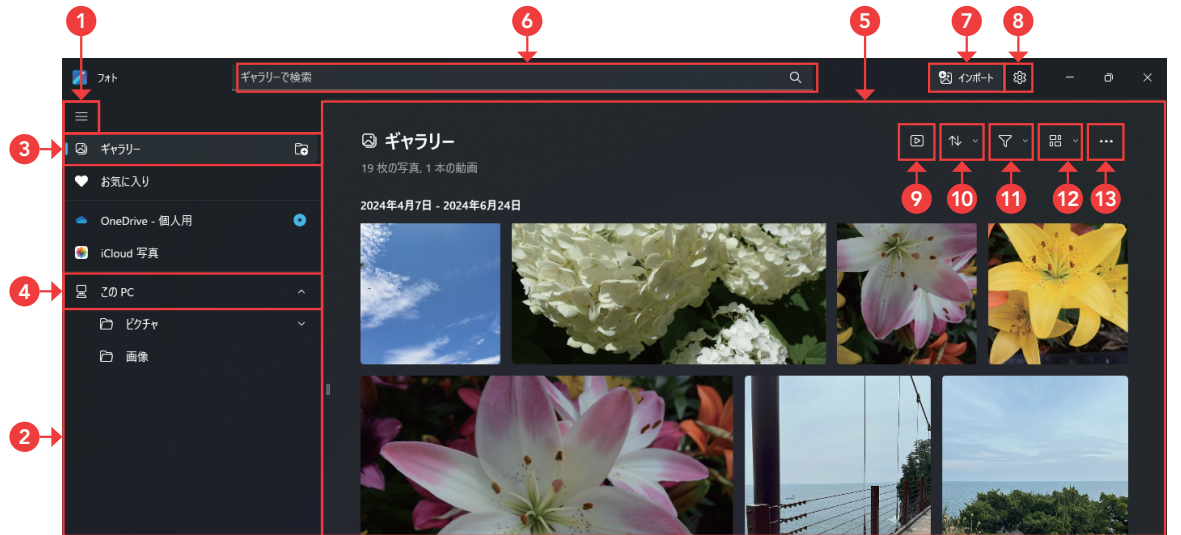 1
6
5
7
8
フォト
ギャラリーで検索
インポート
3
ギャラリー
ギャラリー
19 枚の写真, 1 本の動画
9
10
11
12
13
お気に入り
2024年4月7日 - 2024年6月24日
OneDrive - 個人用
iCloud 写真
4
この PC
ピクチャ
画像
2